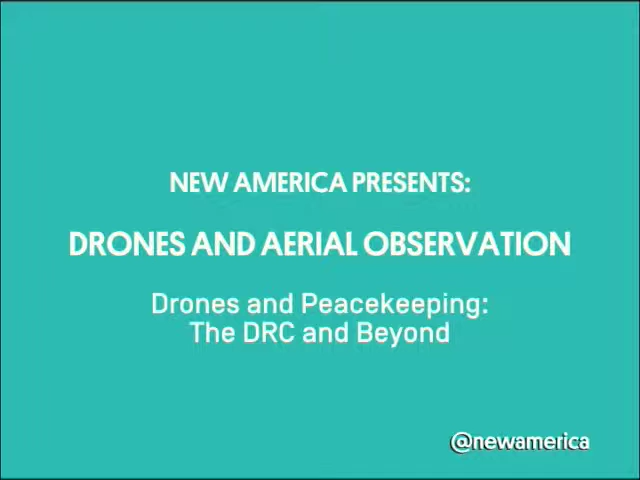 NEW AMERICA PRESENTS:
DRONES AND AERIAL OBSERVATION
Drones and Peacekeeping:
The DRC and Beyond
@newamerica